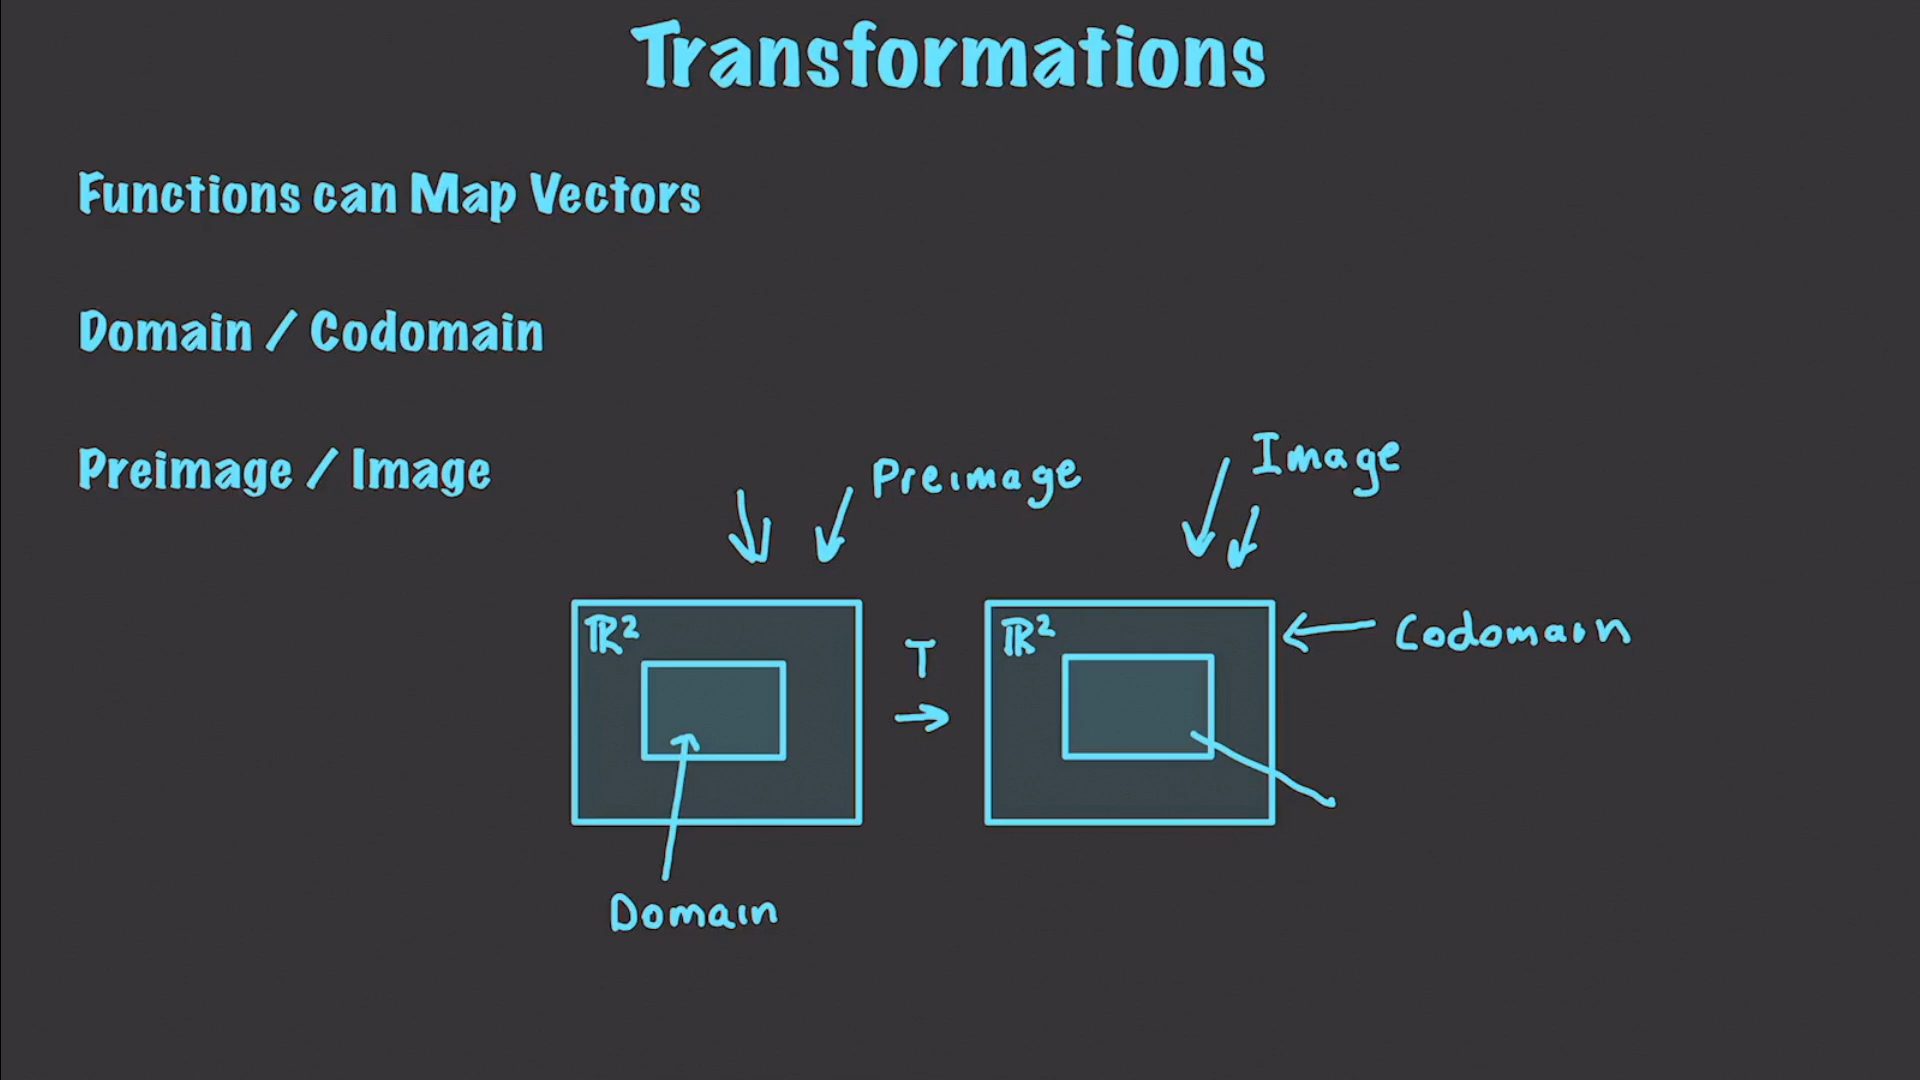 Transformations
Functions can Map Vectors
Domain / Codomain
Preimage / Image
Preimage
Image
ℝ²
T
ℝ²
Codomain
Domain